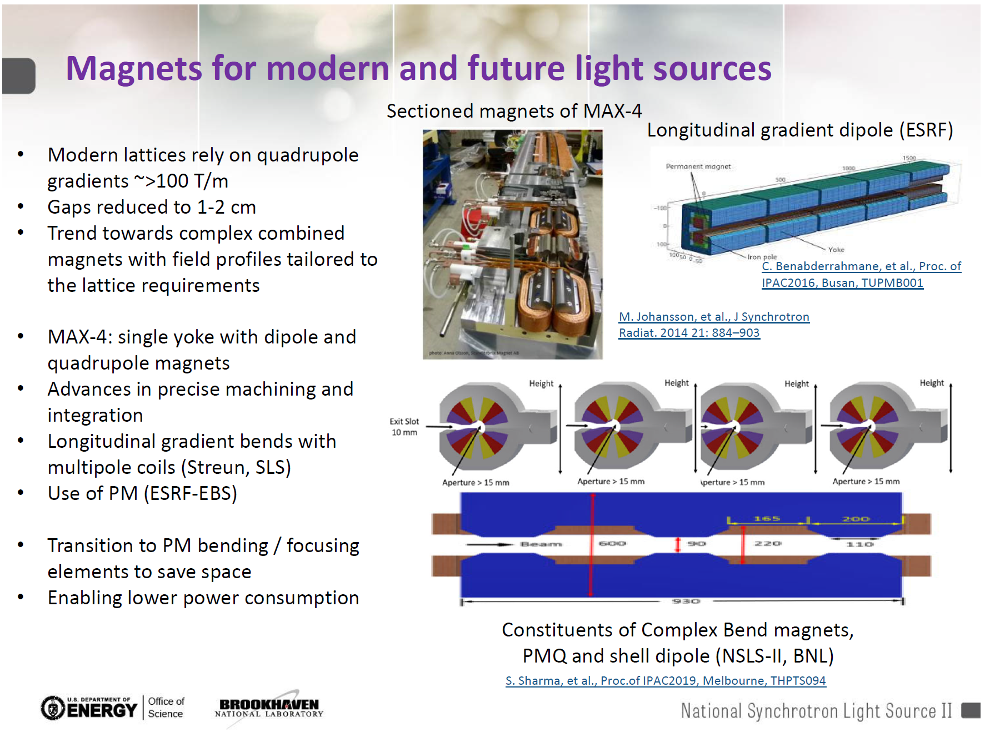 Magnets for modern and future light sources
Sectioned magnets of MAX-4
Longitudinal gradient dipole (ESRF)
• Modern lattices rely on quadrupole
gradients ~>100 T/m
• Gaps reduced to 1-2 cm
• Trend towards complex combined
magnets with field profiles tailored to
the lattice requirements
• MAX-4: single yoke with dipole and
quadrupole magnets
• Advances in precise machining and
integration
• Longitudinal gradient bends with
multipole coils (Streun, SLS)
• Use of PM (ESRF-EBS)
• Transition to PM bending / focusing
elements to save space
• Enabling lower power consumption
photo: Anna Olsson, Scanditronix Magnet AB
Permanent magnet
0
500
1000
1500
-100
0
100
100 50 0 -50
Iron pole
Yoke
C. Benabderrahmane, et al., Proc. of
IPAC2016, Busan, TUPMB001
M. Johansson, et al., J Synchrotron
Radiat. 2014 21: 884–903
Height
Height
Height
Height
Exit Slot
10 mm
Aperture > 15 mm
Aperture > 15 mm
Aperture > 15 mm
Aperture > 15 mm
165
200
Beam
600
90
220
110
930
Constituents of Complex Bend magnets,
PMQ and shell dipole (NSLS-II, BNL)
S. Sharma, et al., Proc.of IPAC2019, Melbourne, THPTS094
U.S. DEPARTMENT OF
ENERGY
Office of
Science
BROOKHAVEN
NATIONAL LABORATORY
National Synchrotron Light Source II